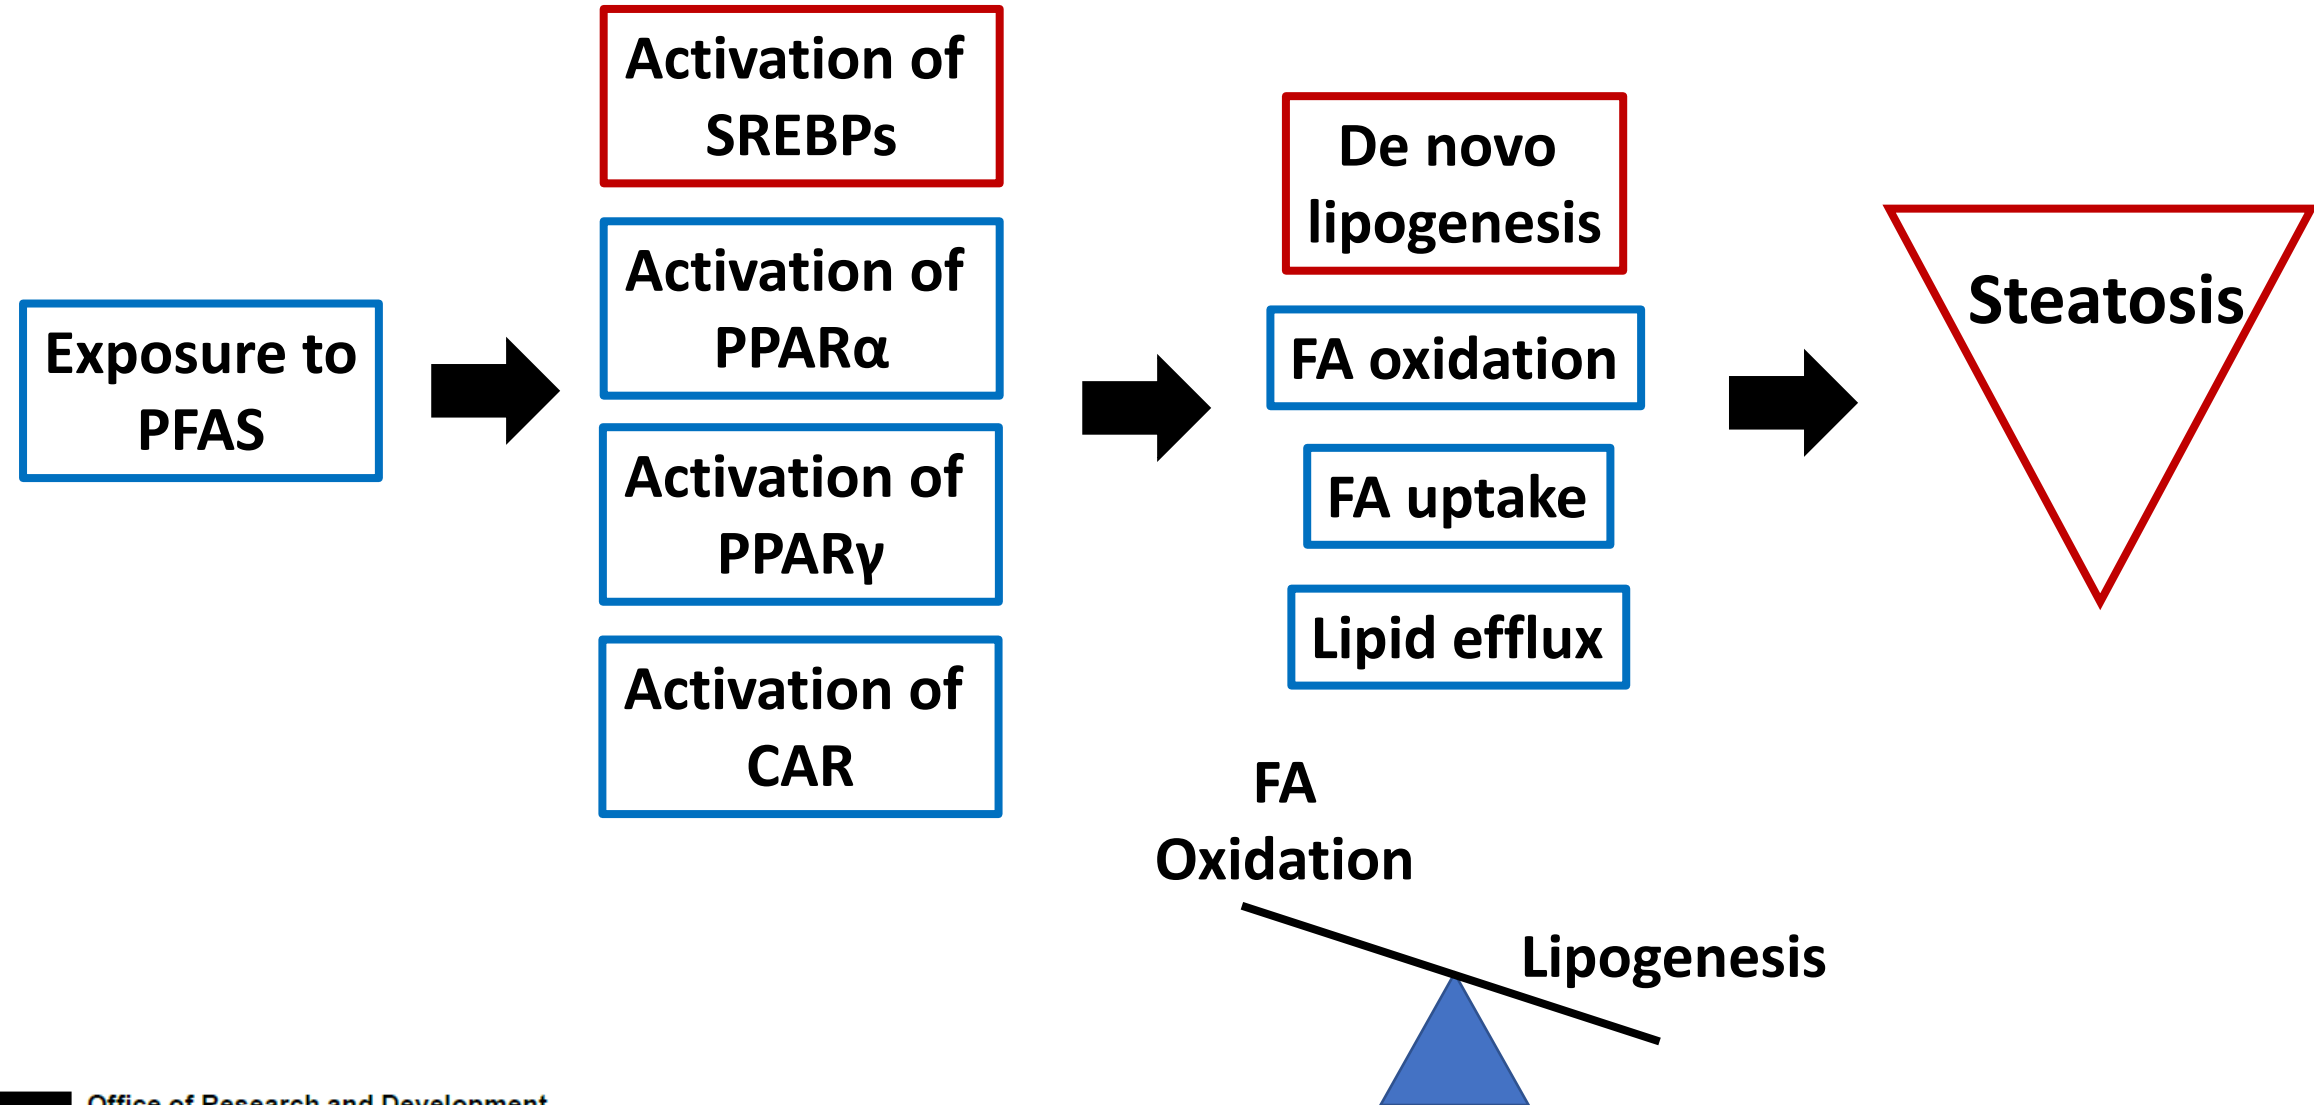 Exposure to
PFAS
Activation of
SREBPs
Activation of
PPARα
Activation of
PPARγ
Activation of
CAR
De novo
lipogenesis
FA oxidation
FA uptake
Lipid efflux
Steatosis
FA
Oxidation
Lipogenesis
Office of Research and Development